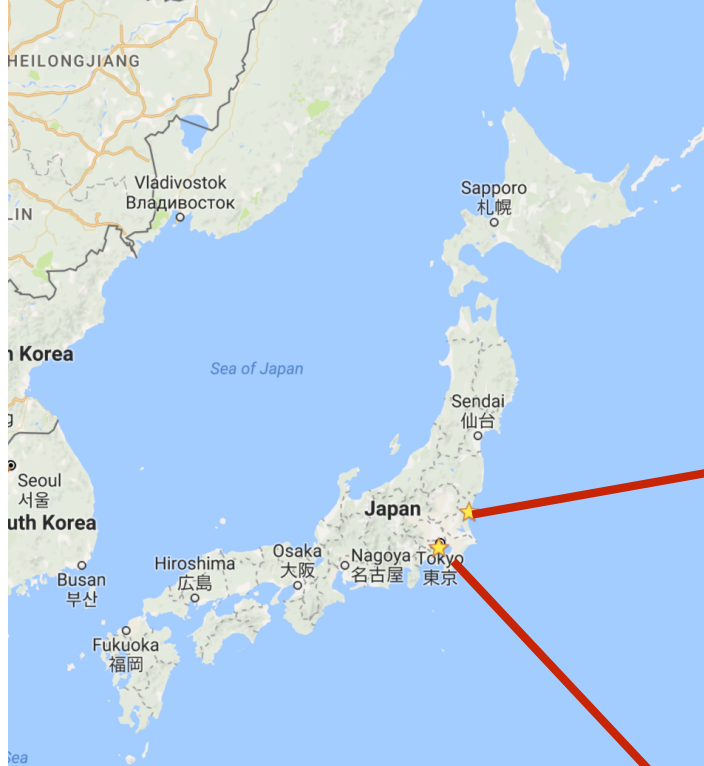 HEILONGJIANG
Vladivostok
Владивосток
Sapporo
札幌
LIN
h Korea
Sea of Japan
Sendai
仙台
g
Seoul
서울
Japan
uth Korea
Osaka
大阪
Nagoya
名古屋
Tokyo
東京
Hiroshima
広島
Busan
부산
Fukuoka
福岡
Sea